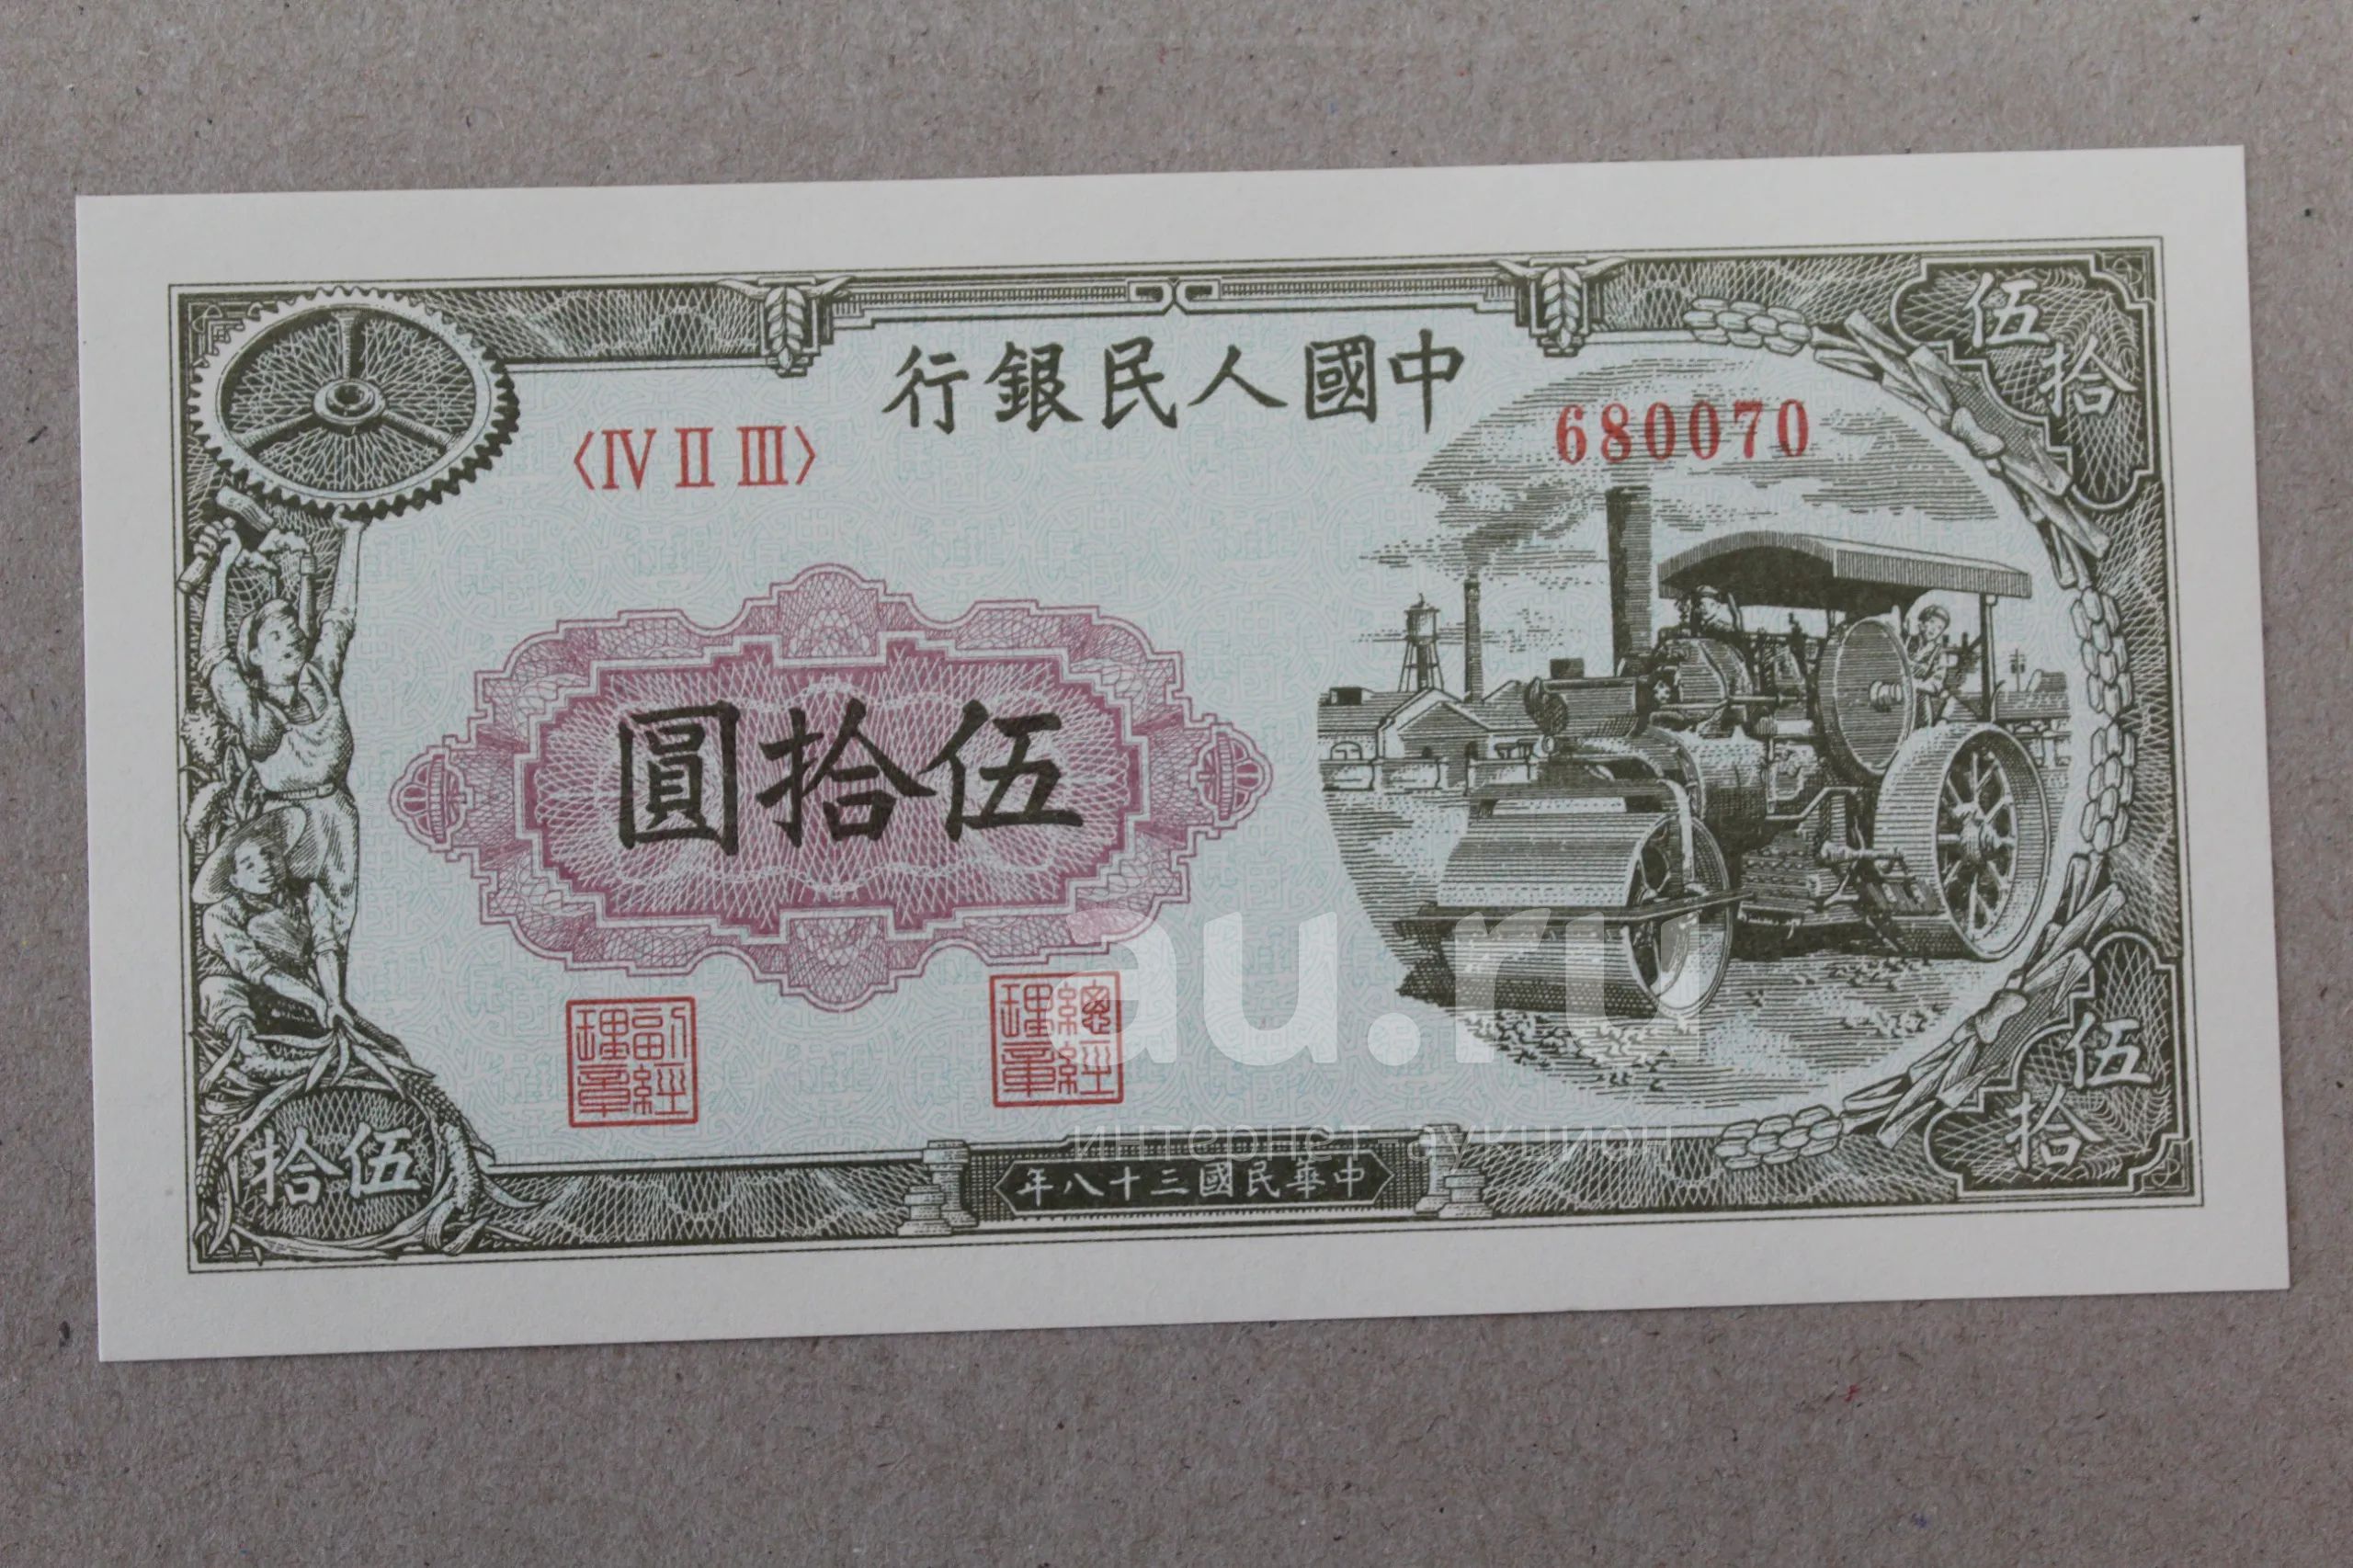 伍拾
中國人民銀行
<IV II III>
680070
伍拾圓
副經理章
總經理章
伍拾
伍拾
中華民國三十八年
au.ru
интернет аукцион